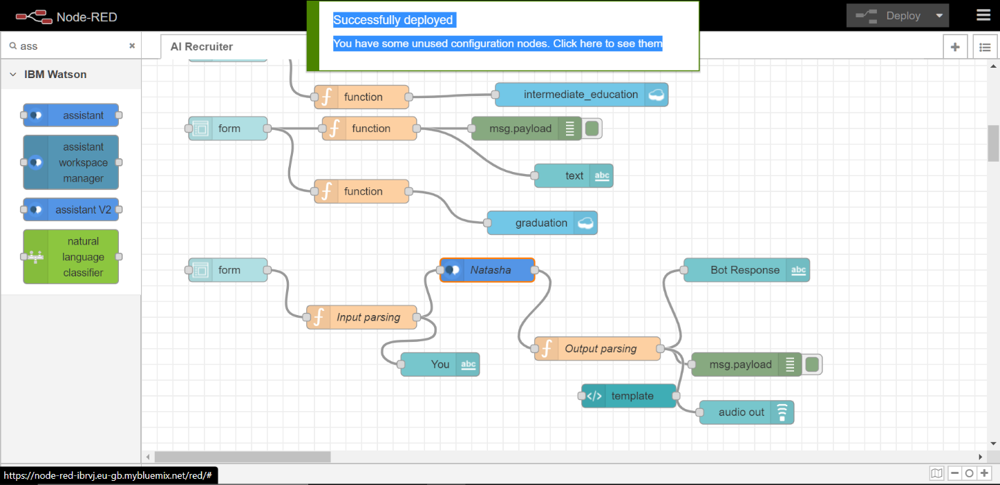 Node-RED
Successfully deployed
You have some unused configuration nodes. Click here to see them
Deploy
ass
×
AI Recruiter
IBM Watson
assistant
assistant
workspace
manager
assistant V2
natural
language
classifier
function
intermediate_education
form
function
msg.payload
text
abc
function
graduation
form
Natasha
Bot Response
abc
Input parsing
Output parsing
You
abc
msg.payload
template
audio out
https://node-red-ibrvj.eu-gb.mybluemix.net/red/#